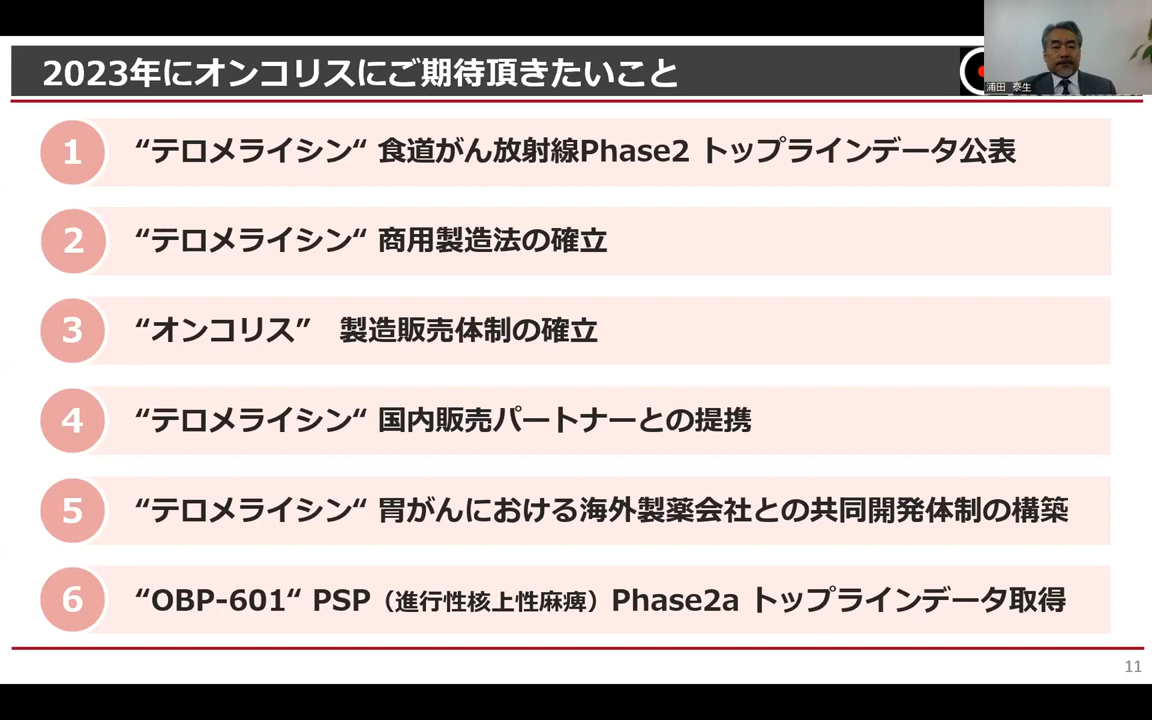 2023年にオンコリスにご期待頂きたいこと
浦田 泰生
1 “テロメライシン“ 食道がん放射線Phase2 トップラインデータ公表
2 “テロメライシン“ 商用製造法の確立
3 “オンコリス” 製造販売体制の確立
4 “テロメライシン“ 国内販売パートナーとの提携
5 “テロメライシン“ 胃がんにおける海外製薬会社との共同開発体制の構築
6 “OBP-601“ PSP（進行性核上性麻痺）Phase2a トップラインデータ取得
11